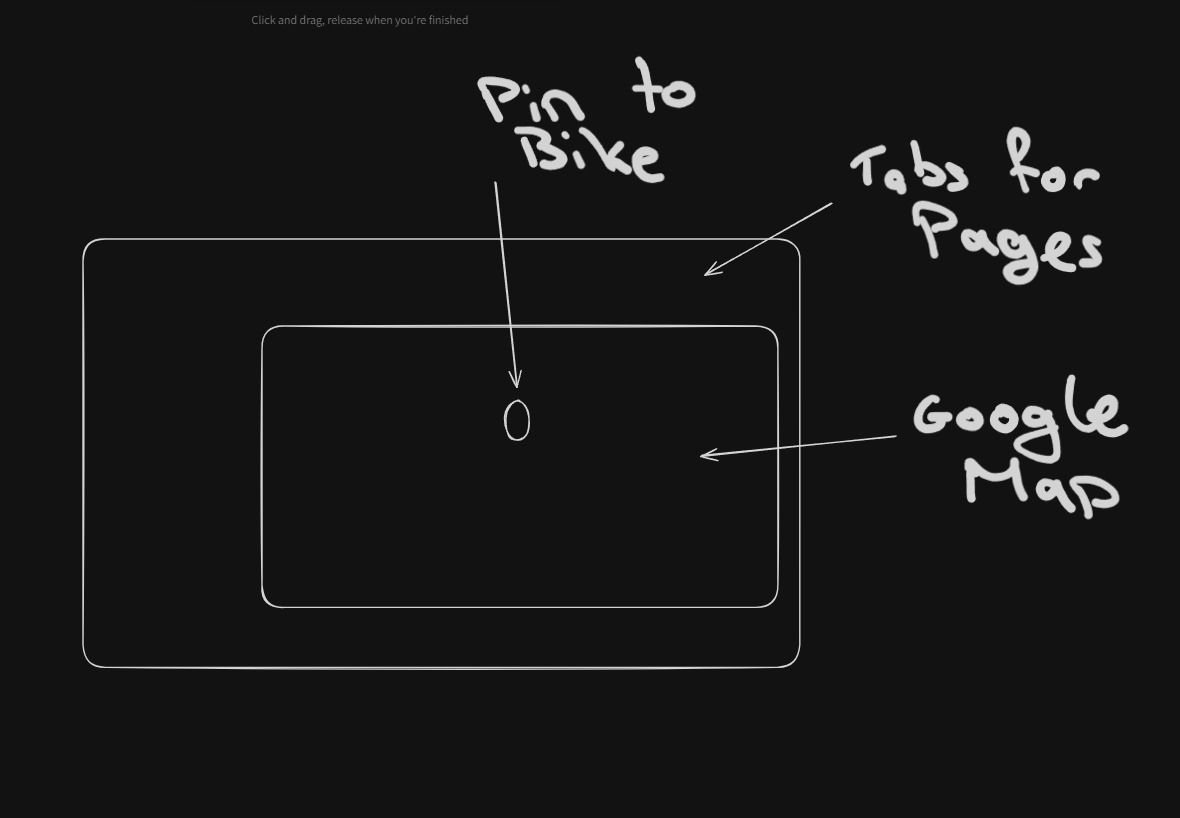 Click and drag, release when you're finished
Pin to
Bike
Tabs for
Pages
Google
Map